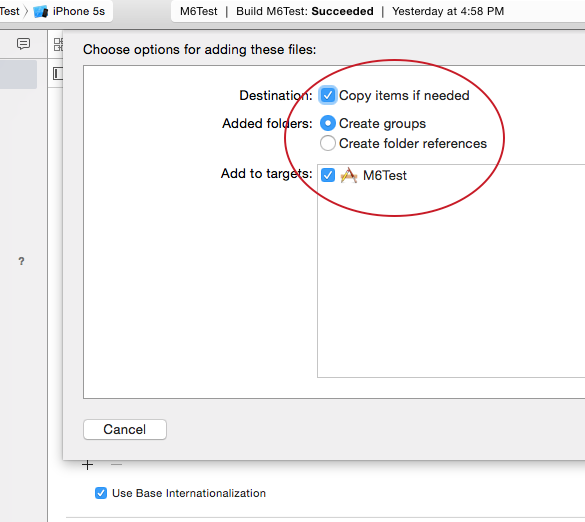 Test iPhone 5s M6Test | Build M6Test: Succeeded | Yesterday at 4:58 PM
Choose options for adding these files:
Destination: Copy items if needed
Added folders: Create groups
Create folder references
Add to targets: M6Test
?
Cancel
Use Base Internationalization